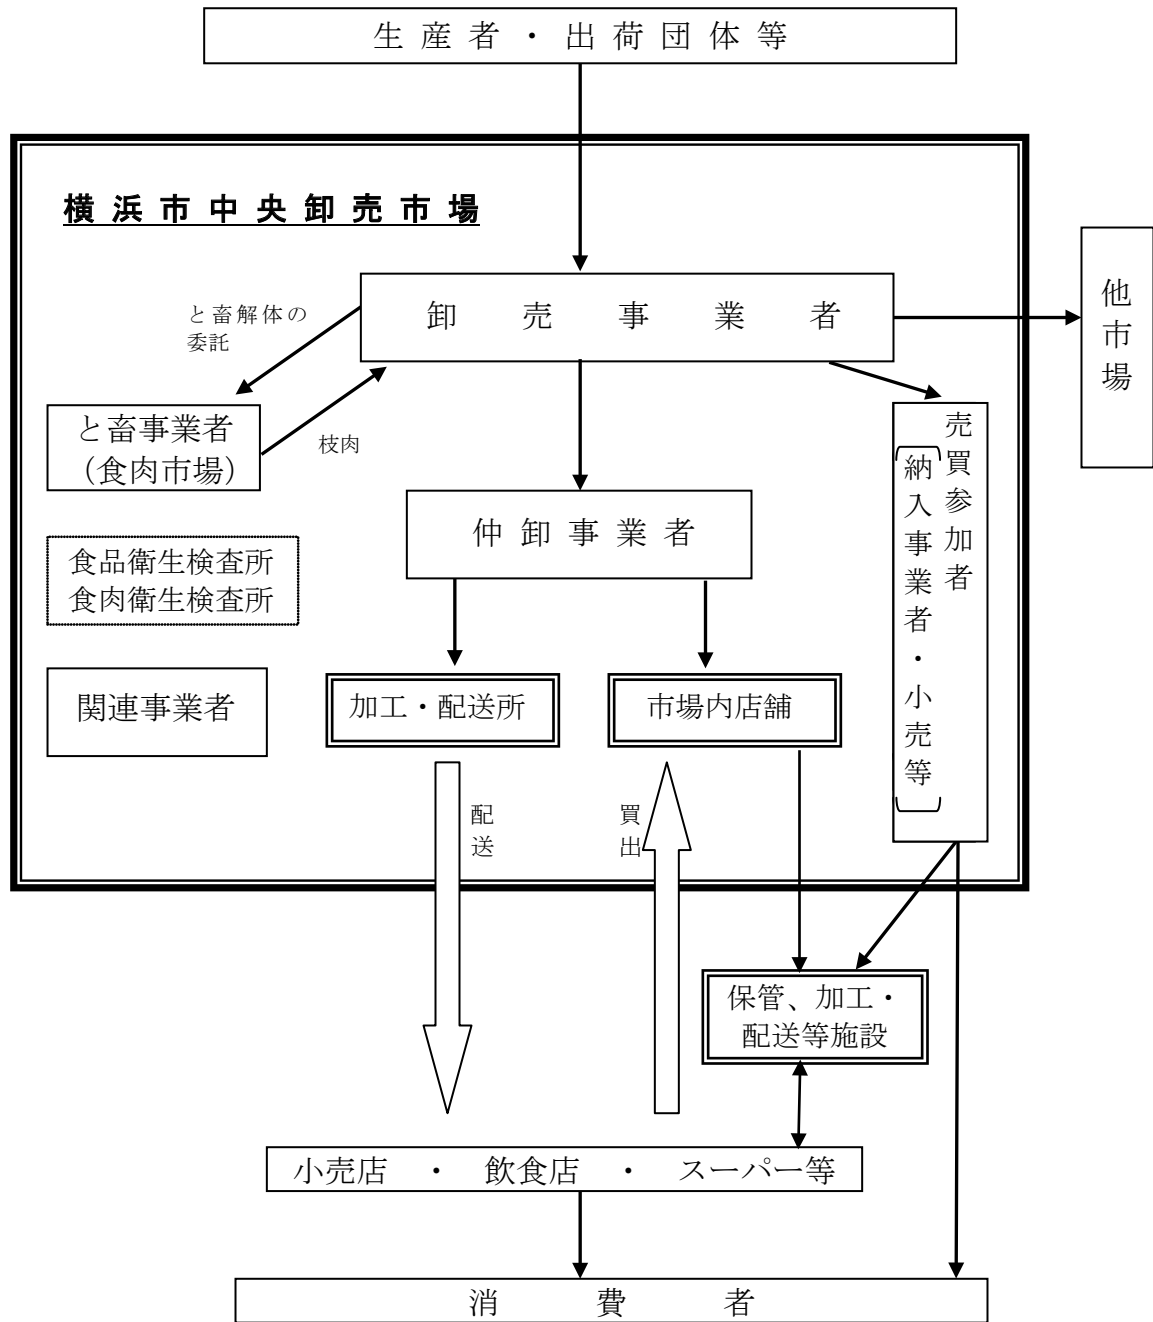 生産者・出荷団体等
横浜市中央卸売市場
卸売事業者
他市場
と畜解体の
委託
と畜事業者
（食肉市場）
枝肉
売買参加者
（納入事業者・小売等）
仲卸事業者
食品衛生検査所
食肉衛生検査所
関連事業者
加工・配送所
市場内店舗
配送
買出
保管、加工・
配送等施設
小売店　・　飲食店　・　スーパー等
消費者